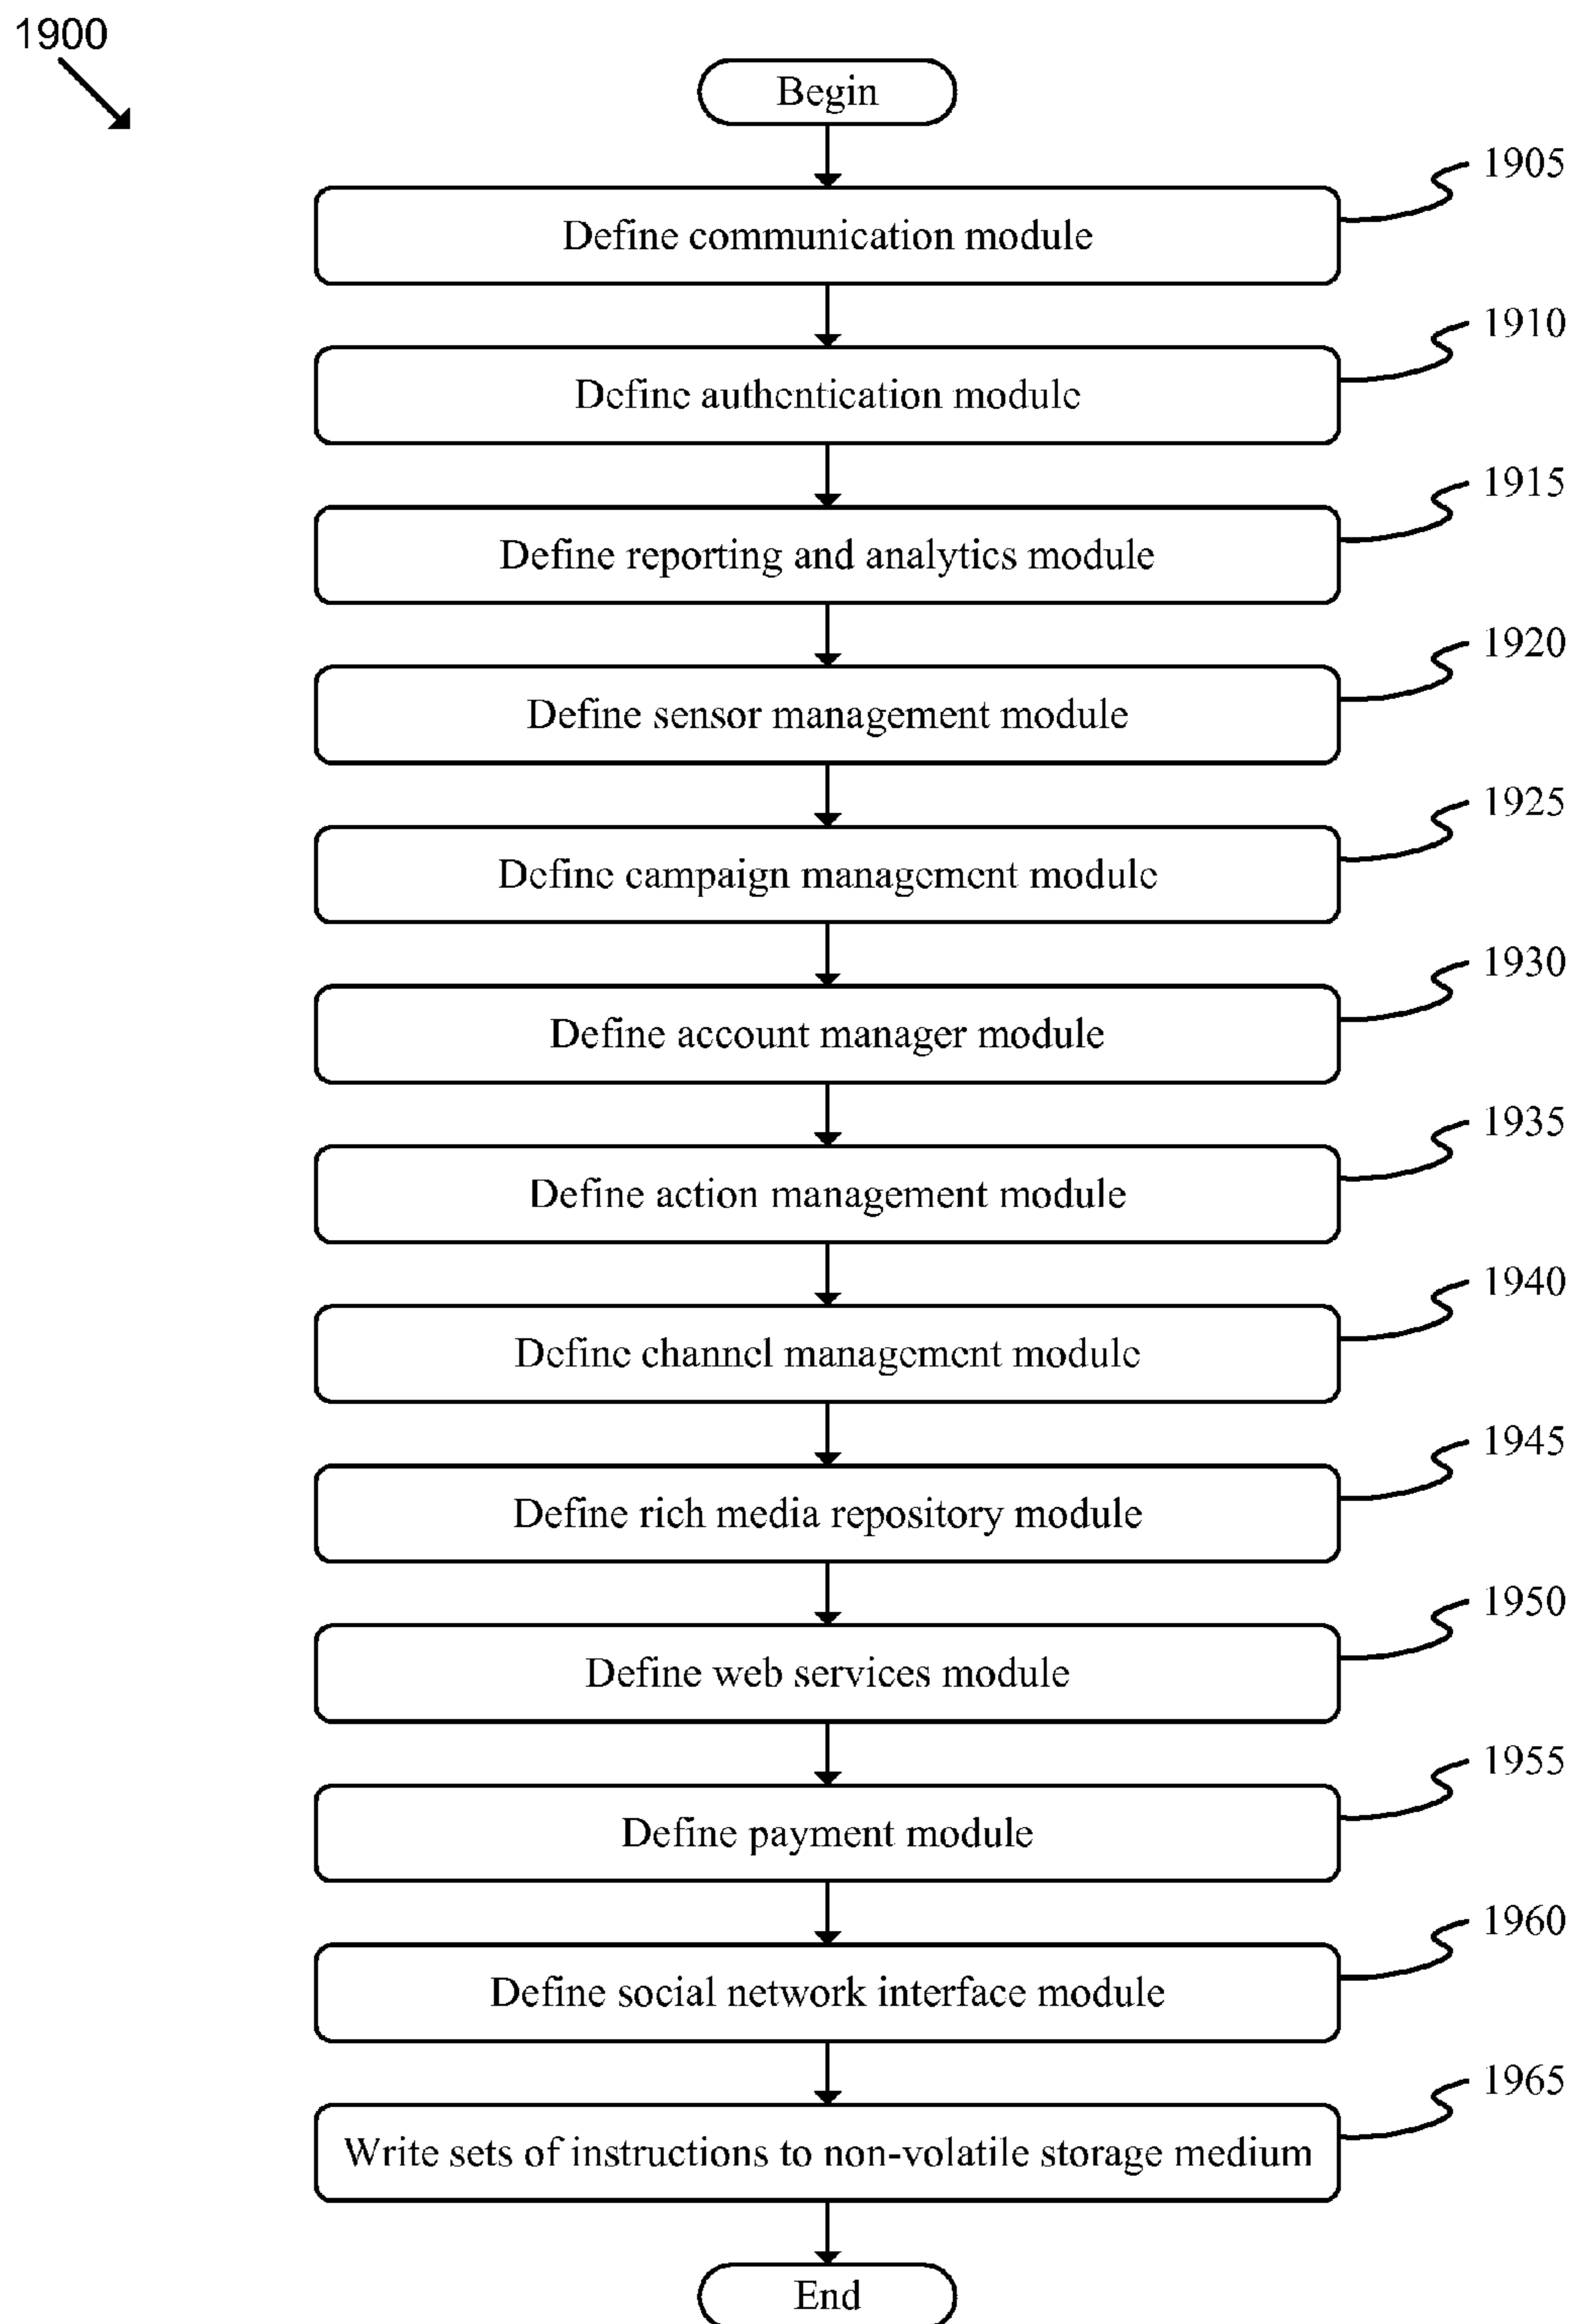 1900
Begin
1905
Define communication module
1910
Define authentication module
1915
Define reporting and analytics module
1920
Define sensor management module
1925
Define campaign management module
1930
Define account manager module
1935
Define action management module
1940
Define channel management module
1945
Define rich media repository module
1950
Define web services module
1955
Define payment module
1960
Define social network interface module
1965
Write sets of instructions to non-volatile storage medium
End